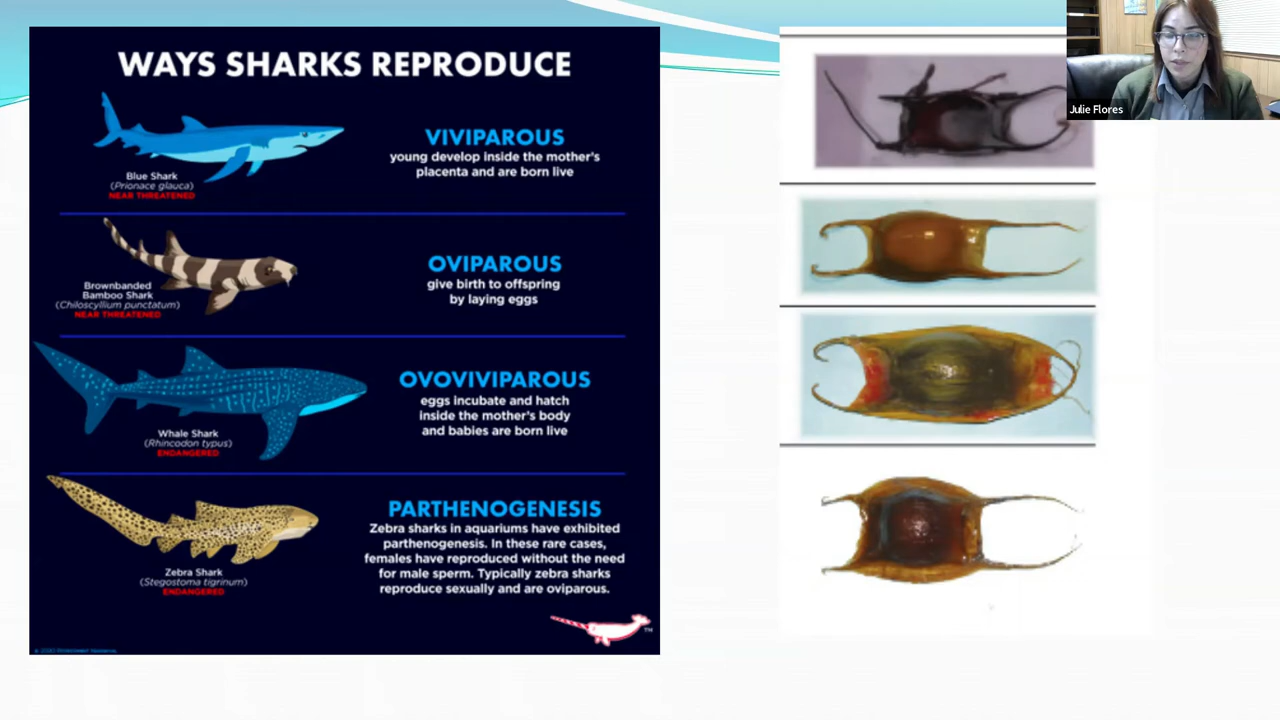 WAYS SHARKS REPRODUCE
Blue Shark
(Prionace glauca)
NEAR THREATENED
VIVIPAROUS
young develop inside the mother's
placenta and are born live
Brownbanded
Bamboo Shark
(Chiloscyllium punctatum)
NEAR THREATENED
OVIPAROUS
give birth to offspring
by laying eggs
Whale Shark
(Rhincodon typus)
ENDANGERED
OVOVIVIPAROUS
eggs incubate and hatch
inside the mother's body
and babies are born live
Zebra Shark
(Stegostoma tigrinum)
ENDANGERED
PARTHENOGENESIS
Zebra sharks in aquariums have exhibited
parthenogenesis. In these rare cases,
females have reproduced without the need
for male sperm. Typically zebra sharks
reproduce sexually and are oviparous.
TM
Julie Flores